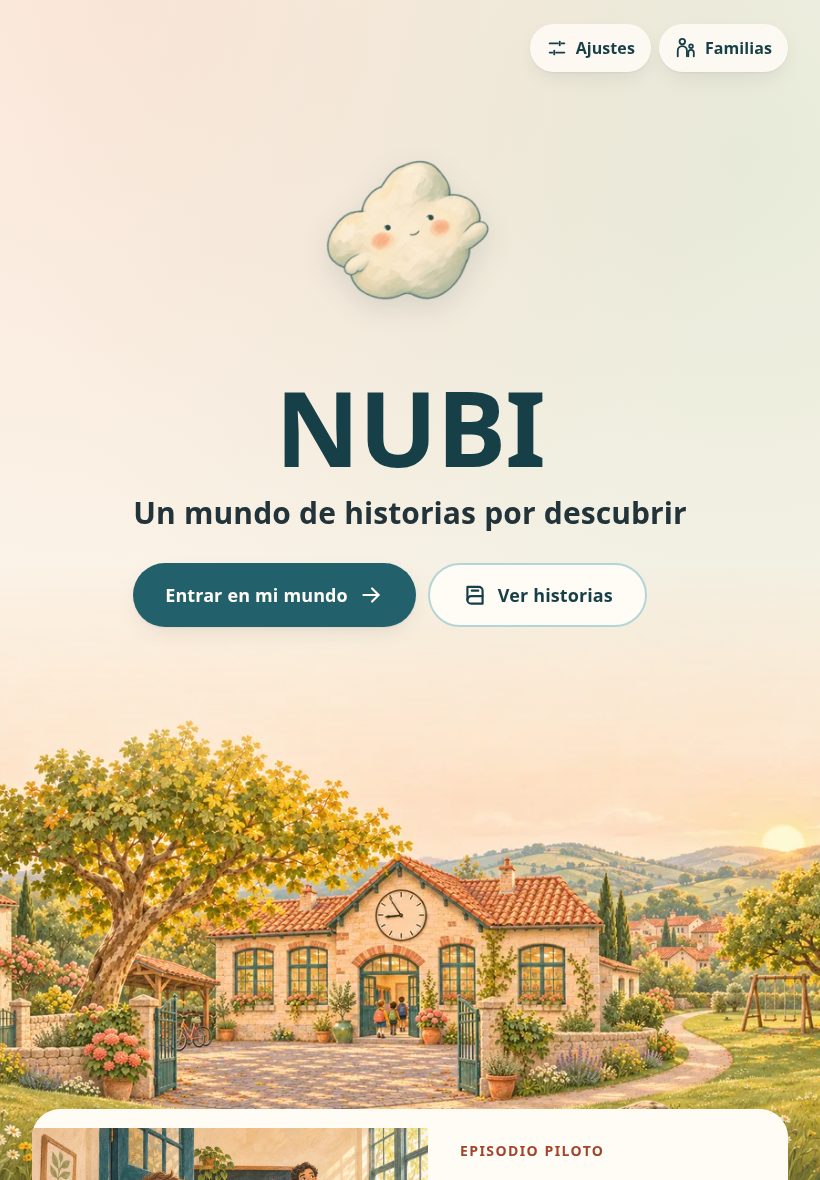 Ajustes
Familias
NUBI
Un mundo de historias por descubrir
Entrar en mi mundo
Ver historias
EPISODIO PILOTO